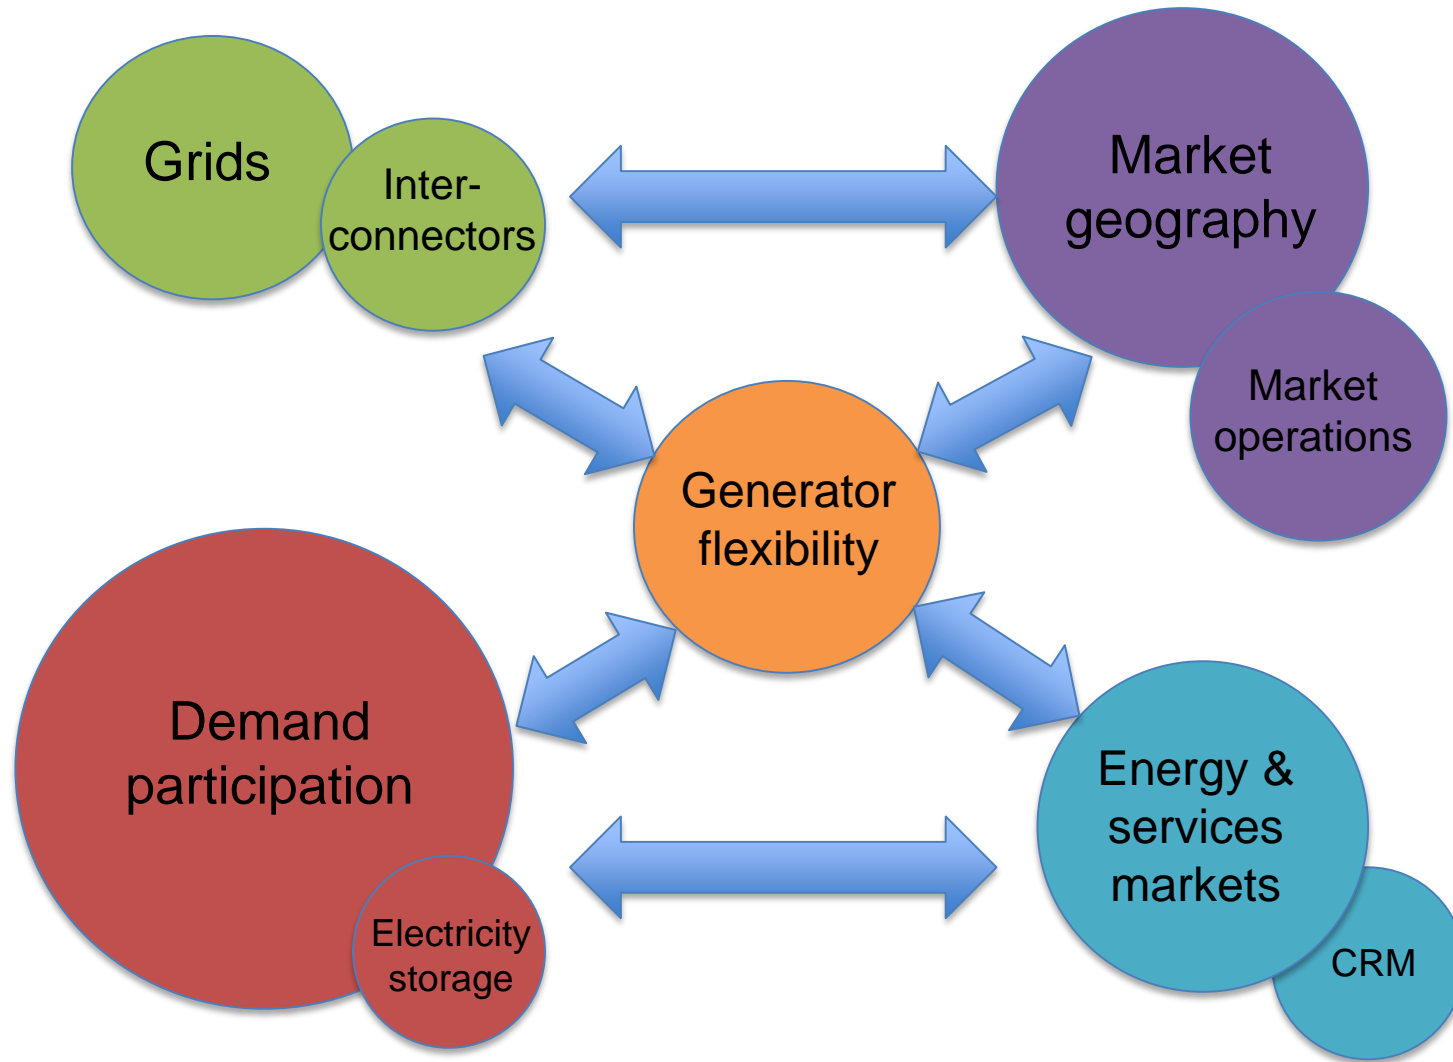 Grids
Inter-
connectors
Market
geography
Market
operations
Generator
flexibility
Demand
participation
Electricity
storage
Energy &
services
markets
CRM